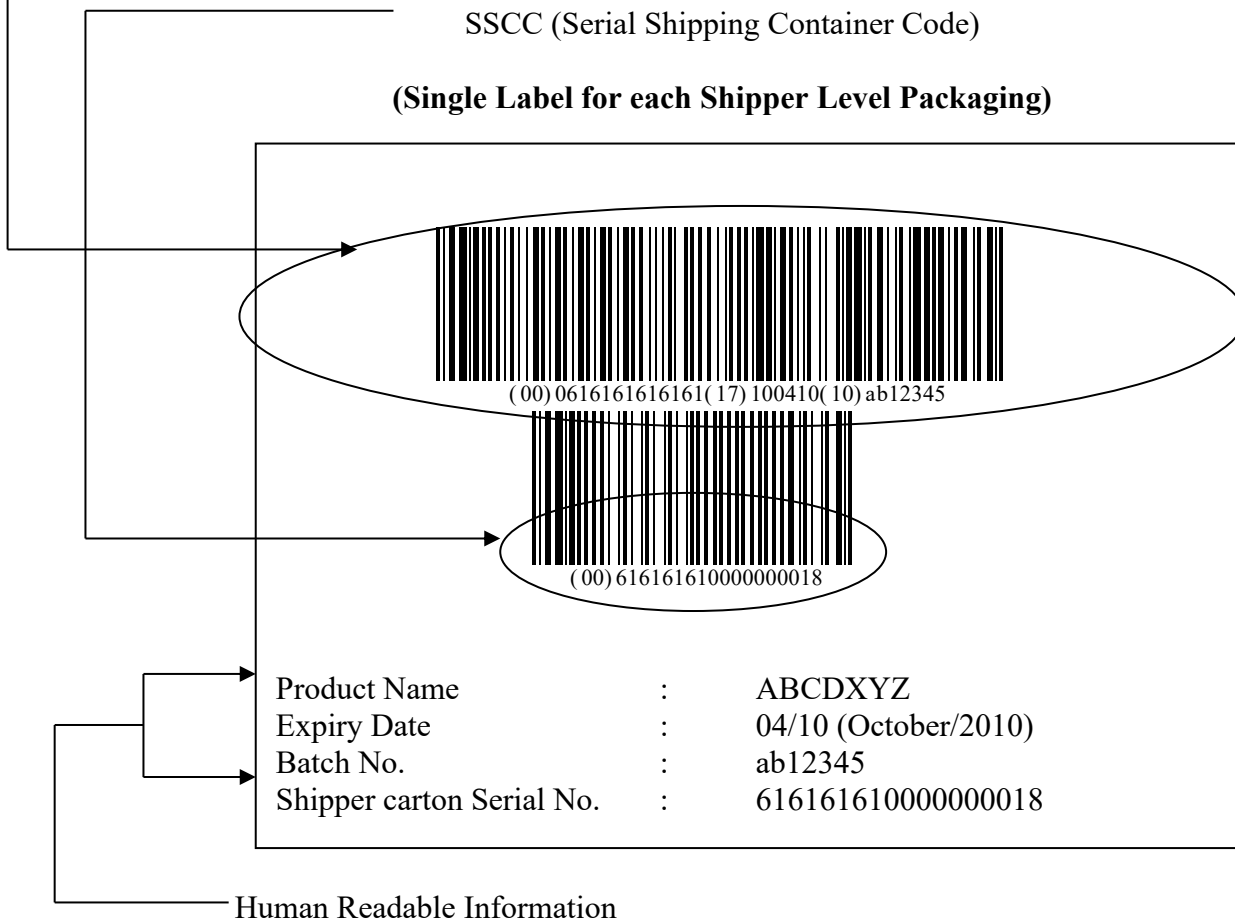 SSCC (Serial Shipping Container Code)
(Single Label for each Shipper Level Packaging)
(00)0616161616161(17)100410(10)ab12345
(00)616161610000000018
Product Name : ABCDXYZ
Expiry Date : 04/10 (October/2010)
Batch No. : ab12345
Shipper carton Serial No. : 616161610000000018
Human Readable Information